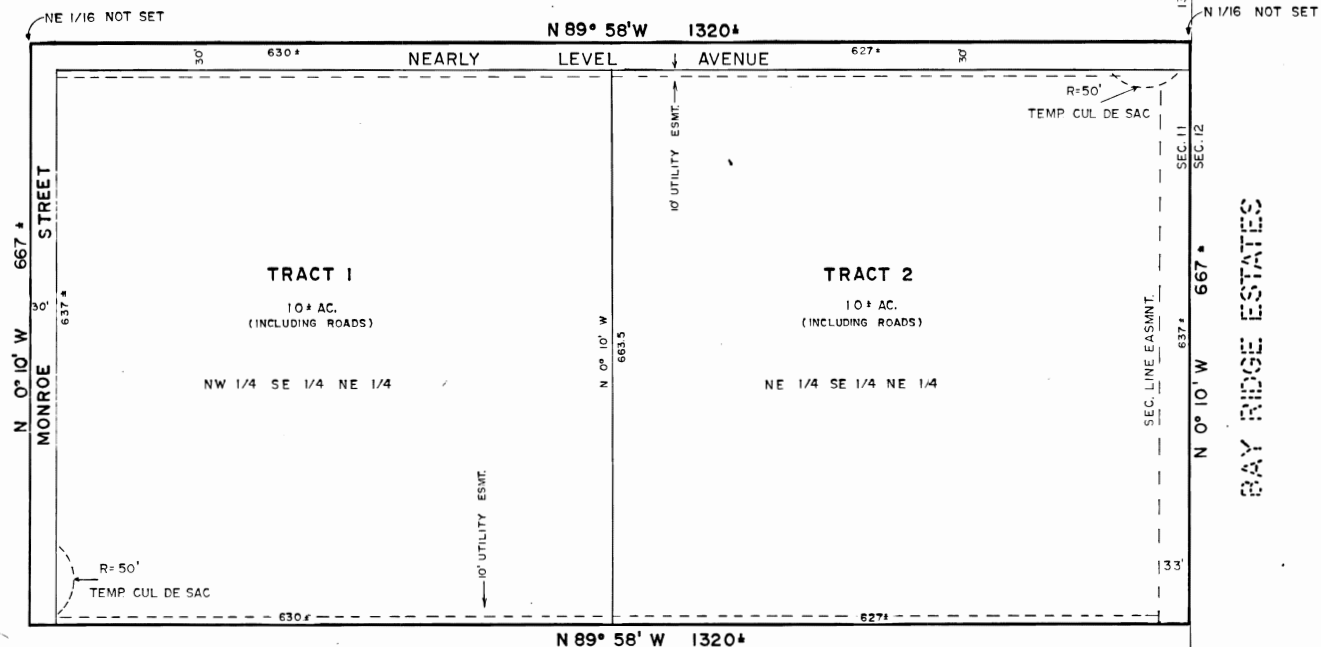 NE 1/16 NOT SET
N 1/16 NOT SET
N 89° 58' W 1320±
30'
630±
NEARLY LEVEL AVENUE
627±
30'
R=50'
TEMP CUL DE SAC
10' UTILITY ESMT.
SEC. 11
SEC. 12
N 0° 10' W 667±
MONROE STREET
30'
637±
TRACT 1
10± AC.
(INCLUDING ROADS)
NW 1/4 SE 1/4 NE 1/4
N 0° 10' W
663.5
TRACT 2
10± AC.
(INCLUDING ROADS)
NE 1/4 SE 1/4 NE 1/4
SEC. LINE EASMNT.
637±
N 0° 10' W 667±
BAY RIDGE ESTATES
R=50'
TEMP CUL DE SAC
10' UTILITY ESMT.
33'
630±
627±
N 89° 58' W 1320±